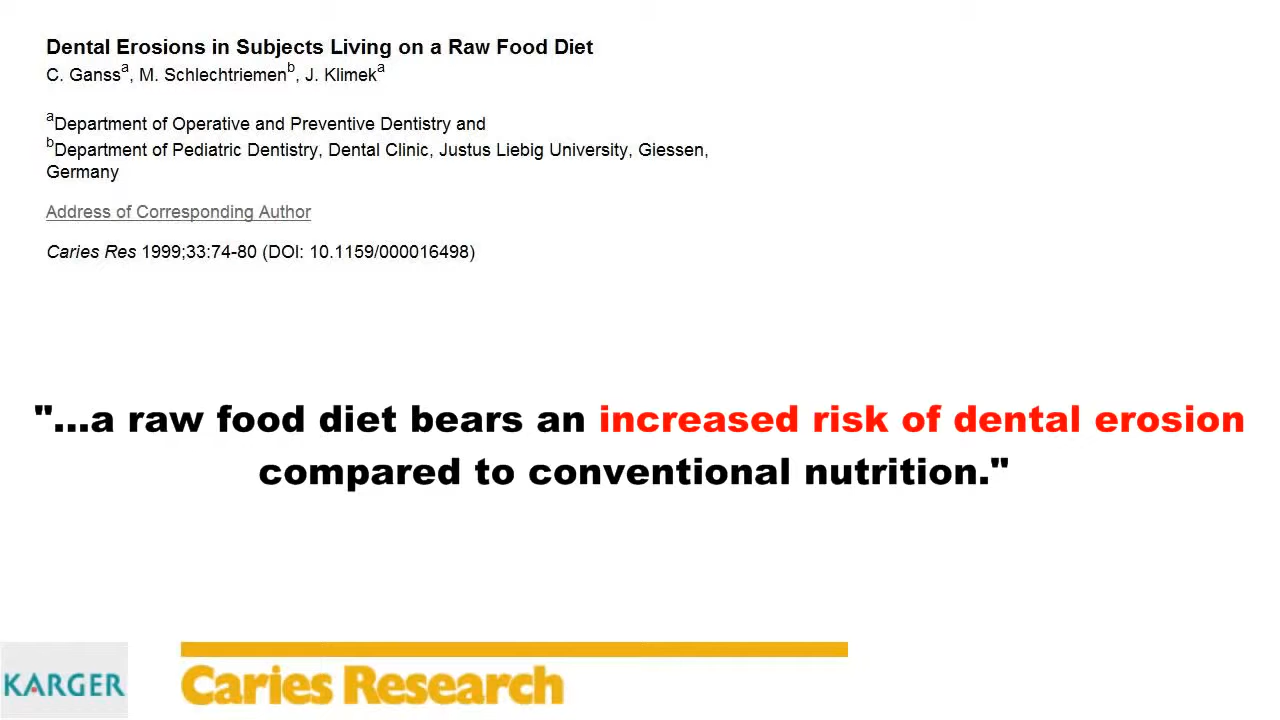 Dental Erosions in Subjects Living on a Raw Food Diet
C. Ganssa, M. Schlechtriemenb, J. Klimeka
aDepartment of Operative and Preventive Dentistry and
bDepartment of Pediatric Dentistry, Dental Clinic, Justus Liebig University, Giessen,
Germany
Address of Corresponding Author
Caries Res 1999;33:74-80 (DOI: 10.1159/000016498)
"...a raw food diet bears an increased risk of dental erosion
compared to conventional nutrition."
KARGER
Caries Research